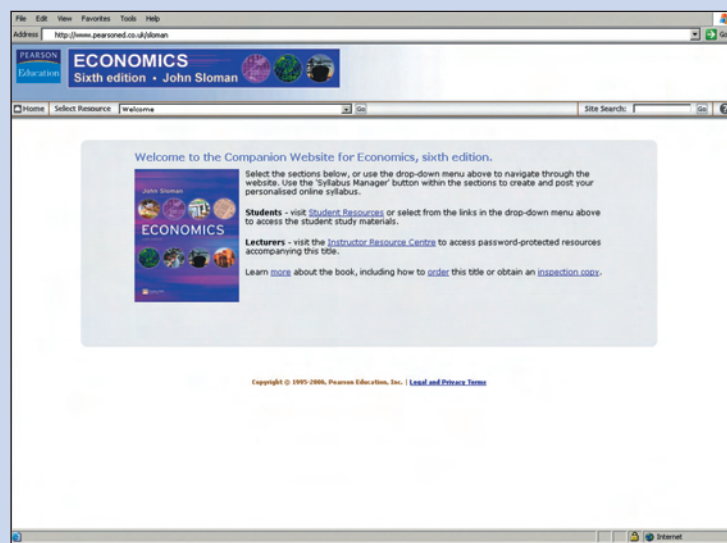 File Edit View Favorites Tools Help
Address http://www.pearsoned.co.uk/sloman Go
PEARSON
Education
ECONOMICS
Sixth edition • John Sloman
Home Select Resource Welcome Go Site Search: Go
Welcome to the Companion Website for Economics, sixth edition.
John Sloman
ECONOMICS
Select the sections below, or use the drop-down menu above to navigate through the
website. Use the 'Syllabus Manager' button within the sections to create and post your
personalised online syllabus.
Students - visit Student Resources or select from the links in the drop-down menu above
to access the student study materials.
Lecturers - visit the Instructor Resource Centre to access password-protected resources
accompanying this title.
Learn more about the book, including how to order this title or obtain an inspection copy.
Copyright © 1995-2006, Pearson Education, Inc. | Legal and Privacy Terms
Internet